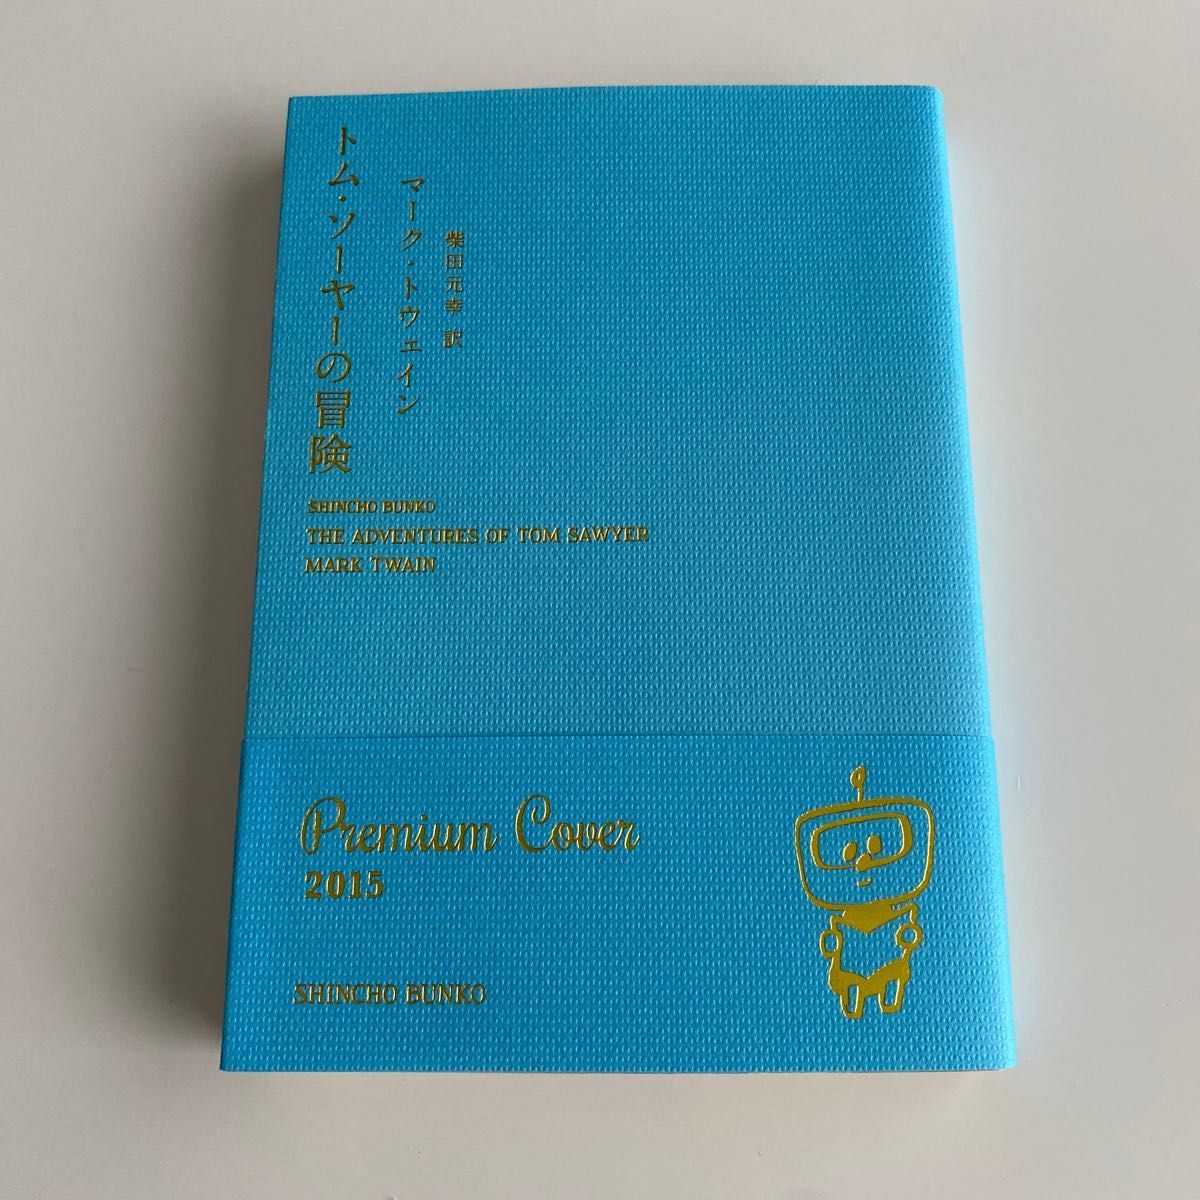 トム・ソーヤーの冒険
マーク・トウェイン
柴田元幸 訳
SHINCHO BUNKO
THE ADVENTURES OF TOM SAWYER
MARK TWAIN
Premium Cover
2015
SHINCHO BUNKO